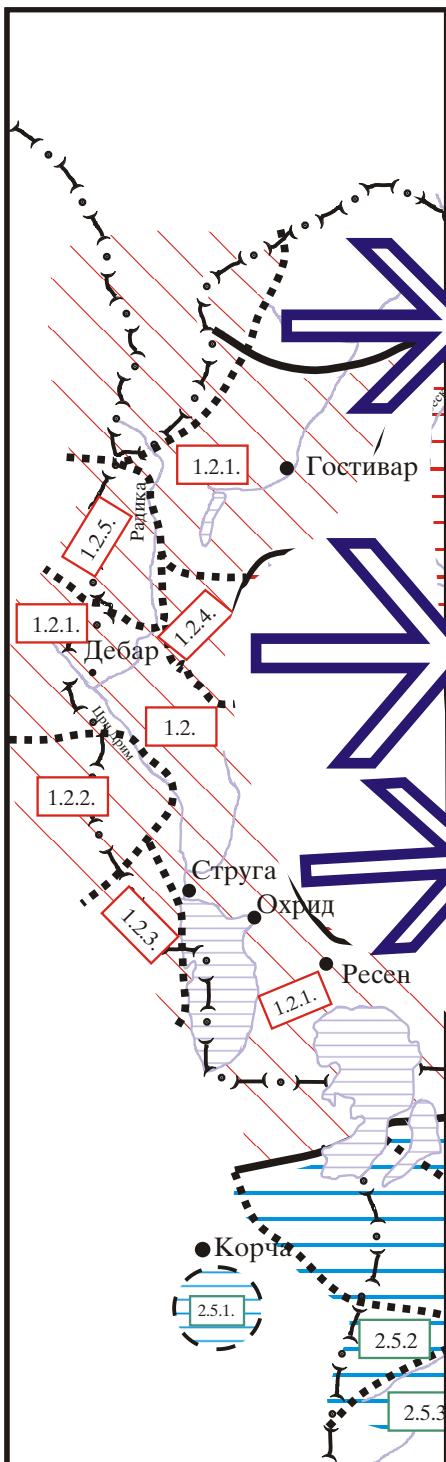 1.2.1.
Гостивар
Радика
1.2.5.
1.2.1.
1.2.4.
Дебар
1.2.
Црн Дрим
1.2.2.
Струга
Охрид
1.2.3.
Ресен
1.2.1.
Корча
2.5.1.
2.5.2
2.5.3